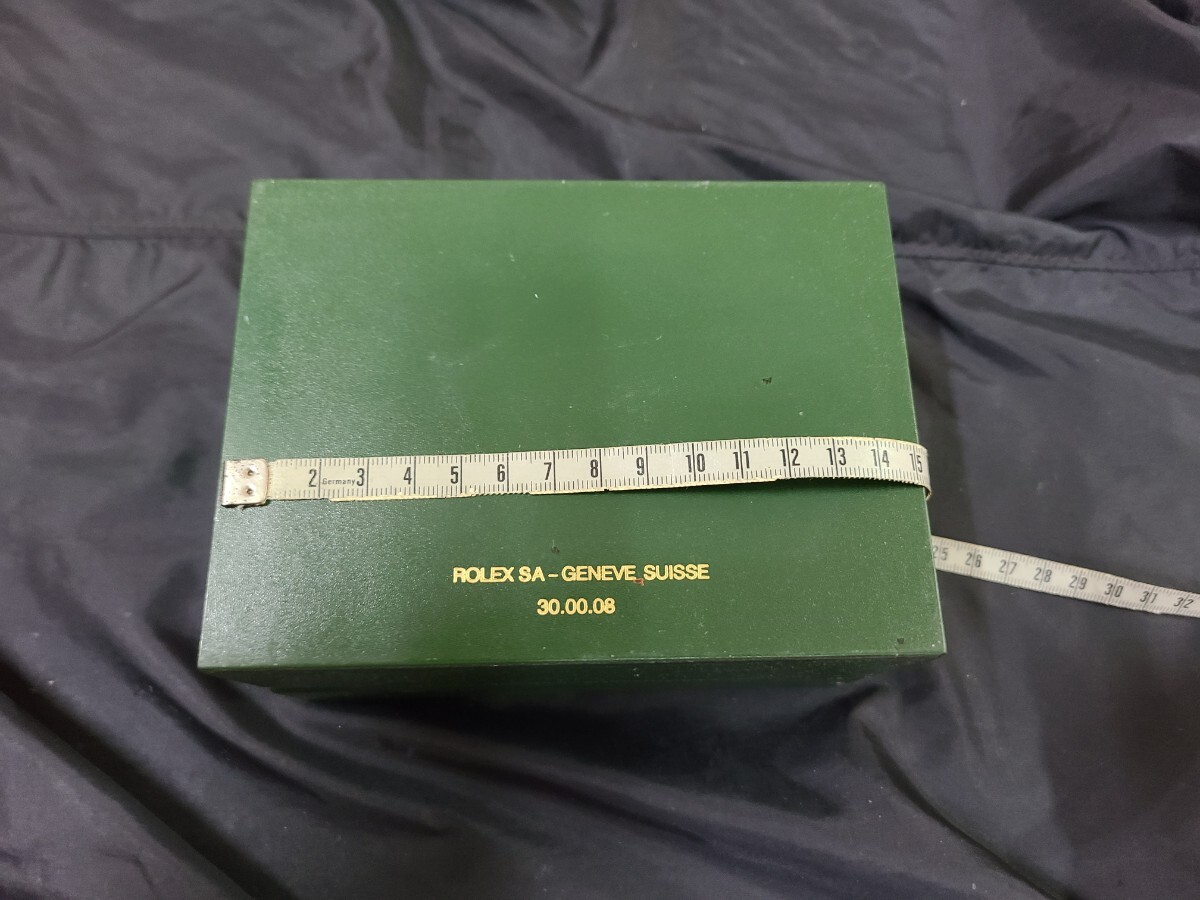 2 Germany 3 4 5 6 7 8 9 10 11 12 13 14 15
25 26 27 28 29 30 31 32
ROLEX SA – GENEVE SUISSE
30.00.08